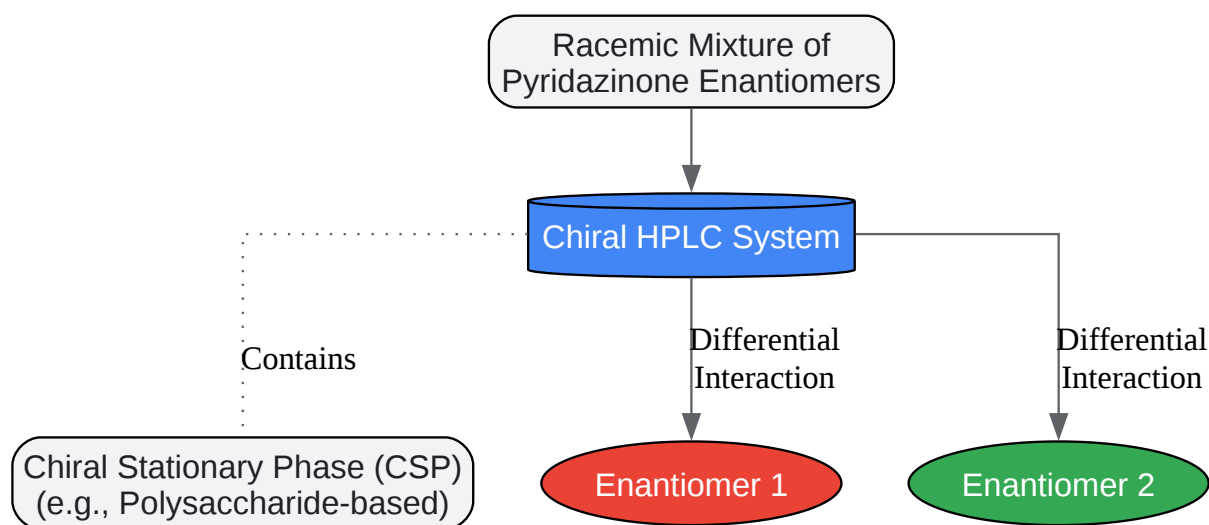 Racemic Mixture of
Pyridazinone Enantiomers
Chiral HPLC System
Contains
Differential
Interaction
Differential
Interaction
Chiral Stationary Phase (CSP)
(e.g., Polysaccharide-based)
Enantiomer 1
Enantiomer 2